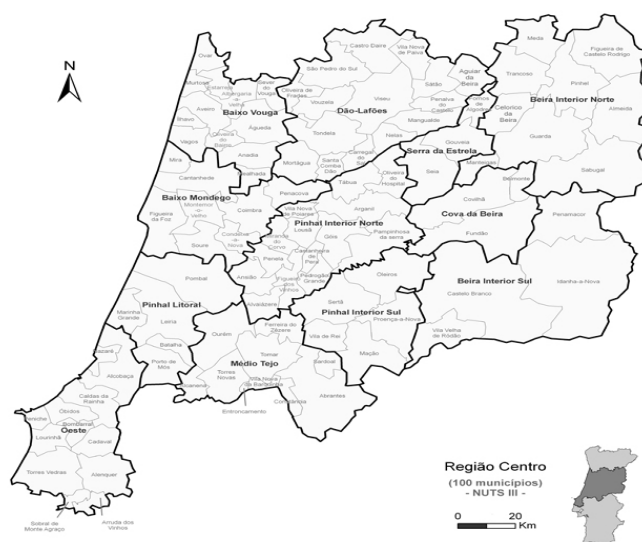 N
Ovar
Murtosa
Estarreja
Sever
do Vouga
Albergaria
-a-Velha
Aveiro
Baixo Vouga
Ílhavo
Oliveira do
Bairro
Águeda
Vagos
Anadia
Mealhada
Castro Daire
Vila Nova
de Paiva
São Pedro do Sul
Oliveira de
Frades
Vouzela
Viseu
Sátão
Aguiar
da Beira
Penalva do
Castelo
Dão-Lafões
Mangualde
Tondela
Nelas
Carregal
do Sal
Santa
Comba
Dão
Mortágua
Fornos de
Algodres
Meda
Figueira de
Castelo Rodrigo
Trancoso
Pinhel
Beira Interior Norte
Celorico
da Beira
Almeida
Guarda
Sabugal
Manteigas
Gouveia
Serra da Estrela
Seia
Mira
Cantanhede
Baixo Mondego
Montemor
-o-Velho
Coimbra
Figueira
da Foz
Condeixa
-a-Nova
Soure
Penacova
Oliveira do
Hospital
Tábua
Vila Nova
de Poiares
Arganil
Pinhal Interior Norte
Lousã
Miranda
do Corvo
Góis
Pampilhosa
da serra
Penela
Castanheira
de Pera
Pedrógão
Grande
Figueiró
dos
Vinhos
Ansião
Alvaiázere
Belmonte
Covilhã
Cova da Beira
Fundão
Penamacor
Beira Interior Sul
Idanha-a-Nova
Castelo Branco
Vila Velha
de Ródão
Oleiros
Sertã
Pinhal Interior Sul
Proença-a-Nova
Vila de Rei
Mação
Pombal
Pinhal Litoral
Marinha
Grande
Leiria
Batalha
Porto de
Mós
Ourém
Ferreira do
Zêzere
Tomar
Médio Tejo
Torres
Novas
Sardoal
Vila Nova
da Barquinha
Alcanena
Constância
Abrantes
Entroncamento
Nazaré
Alcobaça
Caldas da
Rainha
Óbidos
Peniche
Bombarral
Oeste
Lourinhã
Cadaval
Torres Vedras
Alenquer
Sobral de
Monte Agraço
Arruda dos
Vinhos
Região Centro
(100 municípios)
- NUTS III -
0 20
Km